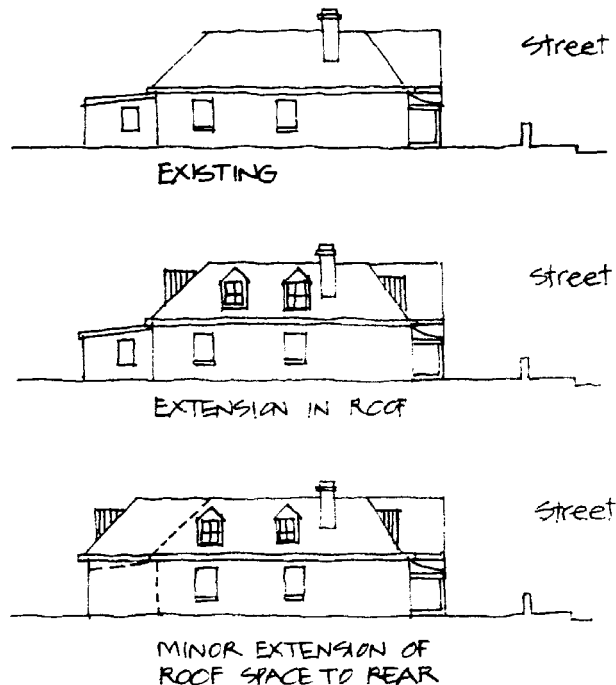 Street
EXISTING
Street
EXTENSION IN ROOF
Street
MINOR EXTENSION OF
ROOF SPACE TO REAR